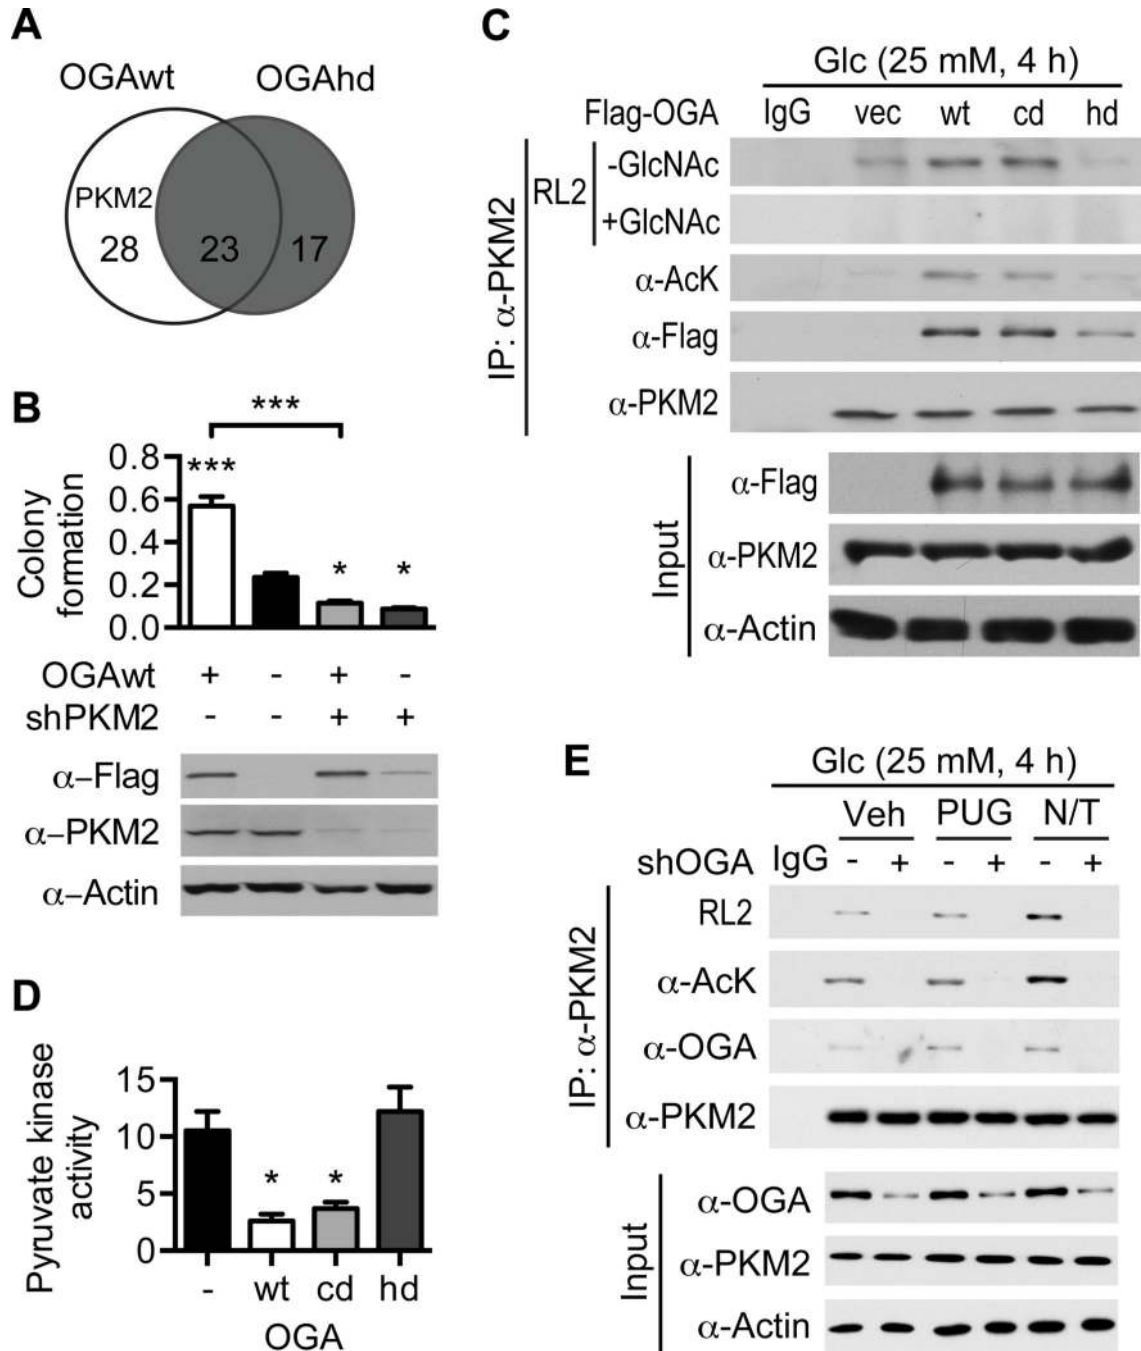 A
OGAwt OGAhd
PKM2
28 23 17
B
***
***
* *
Colony formation
0.8
0.6
0.4
0.2
0.0
OGAwt + - + -
shPKM2 - - + +
α–Flag
α–PKM2
α–Actin
C
Glc (25 mM, 4 h)
Flag-OGA IgG vec wt cd hd
IP: α-PKM2
RL2
-GlcNAc
+GlcNAc
α-AcK
α-Flag
α-PKM2
Input
α-Flag
α-PKM2
α-Actin
D
Pyruvate kinase activity
15
10
5
0
* *
- wt cd hd
OGA
E
Glc (25 mM, 4 h)
Veh PUG N/T
shOGA IgG - + - + - +
IP: α-PKM2
RL2
α-AcK
α-OGA
α-PKM2
Input
α-OGA
α-PKM2
α-Actin